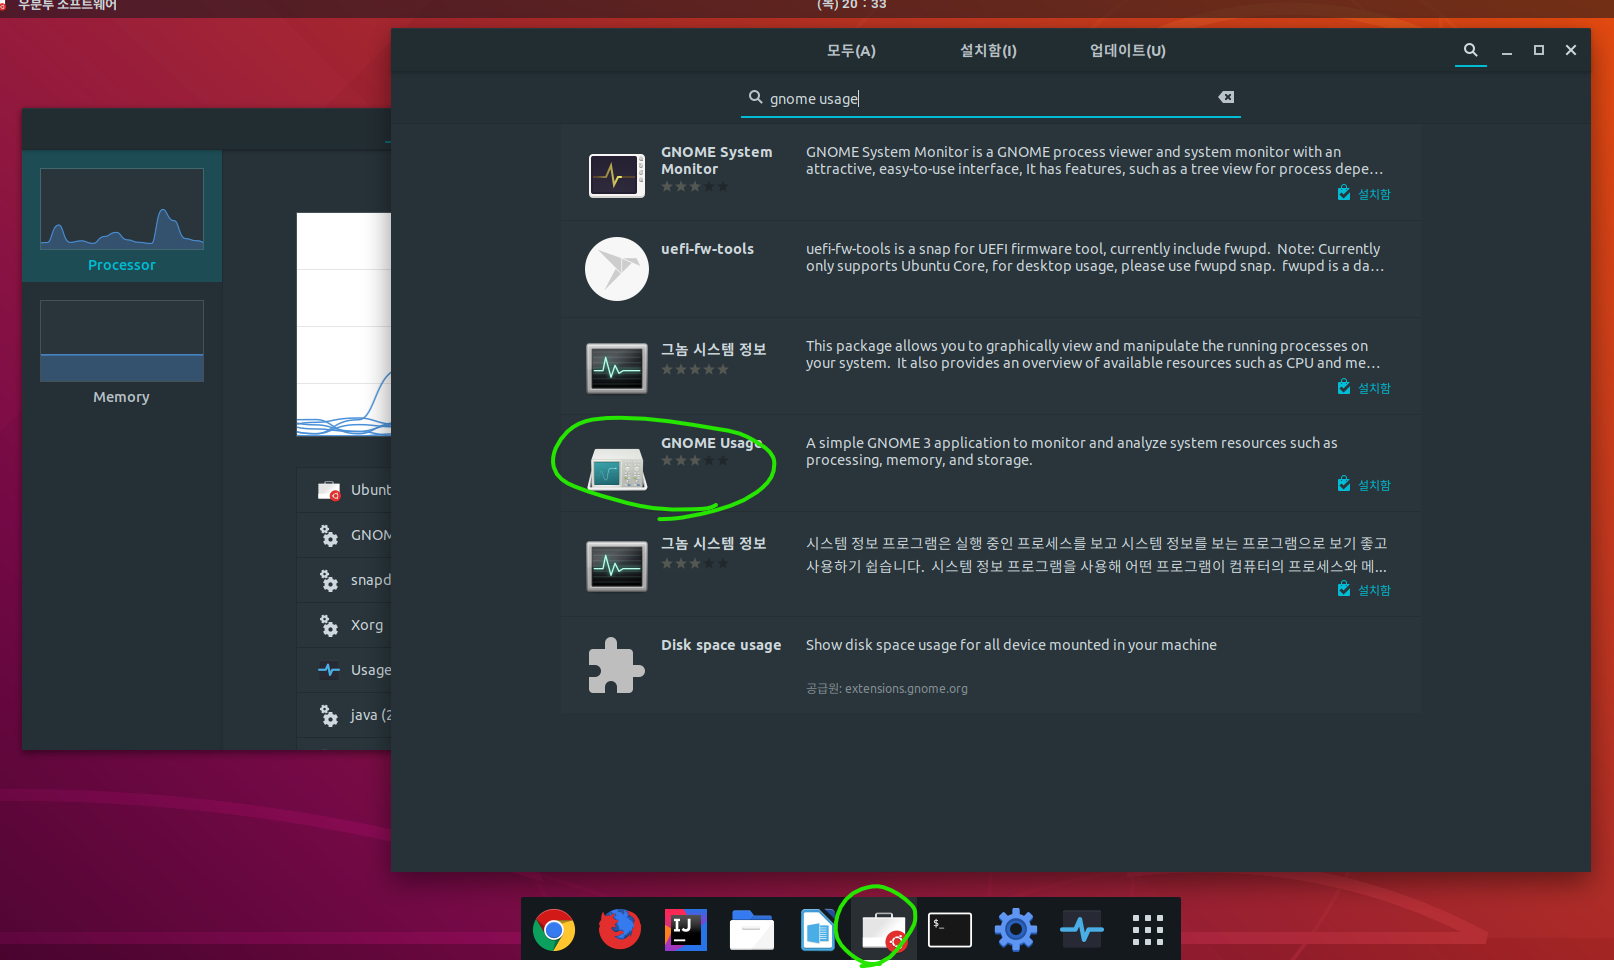 우분투 소프트웨어
(목) 20 : 33
모두(A)
설치함(I)
업데이트(U)
gnome usage
GNOME System
Monitor
GNOME System Monitor is a GNOME process viewer and system monitor with an
attractive, easy-to-use interface, It has features, such as a tree view for process depe…
설치함
uefi-fw-tools
uefi-fw-tools is a snap for UEFI firmware tool, currently include fwupd. Note: Currently
only supports Ubuntu Core, for desktop usage, please use fwupd snap. fwupd is a da…
그놈 시스템 정보
This package allows you to graphically view and manipulate the running processes on
your system. It also provides an overview of available resources such as CPU and me…
설치함
GNOME Usage
A simple GNOME 3 application to monitor and analyze system resources such as
processing, memory, and storage.
설치함
그놈 시스템 정보
시스템 정보 프로그램은 실행 중인 프로세스를 보고 시스템 정보를 보는 프로그램으로 보기 좋고
사용하기 쉽습니다. 시스템 정보 프로그램을 사용해 어떤 프로그램이 컴퓨터의 프로세스와 메…
설치함
Disk space usage
Show disk space usage for all device mounted in your machine
공급원: extensions.gnome.org
Processor
Memory
Ubunt
GNOM
snapd
Xorg
Usage
java (2
IJ
$_